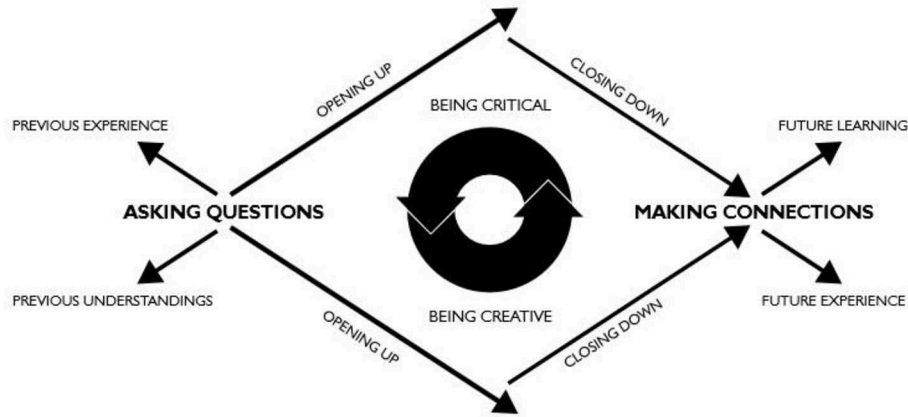 OPENING UP
CLOSING DOWN
BEING CRITICAL
PREVIOUS EXPERIENCE
FUTURE LEARNING
ASKING QUESTIONS
MAKING CONNECTIONS
PREVIOUS UNDERSTANDINGS
FUTURE EXPERIENCE
BEING CREATIVE
OPENING UP
CLOSING DOWN